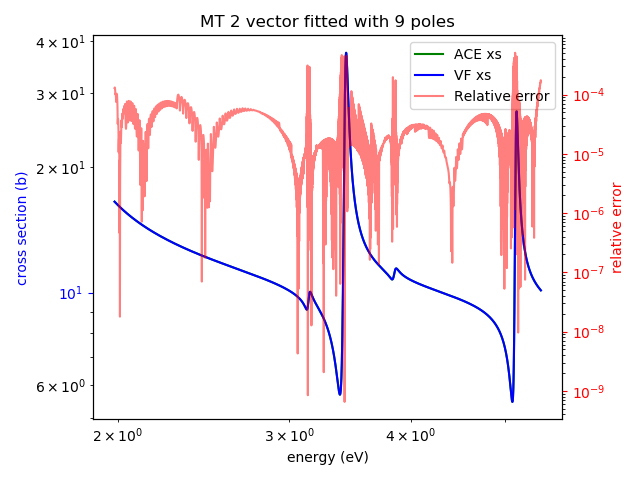 MT 2 vector fitted with 9 poles
ACE xs
VF xs
Relative error
4 × 10¹
3 × 10¹
2 × 10¹
10¹
6 × 10⁰
cross section (b)
10⁻⁴
10⁻⁵
10⁻⁶
10⁻⁷
10⁻⁸
10⁻⁹
relative error
2 × 10⁰
3 × 10⁰
4 × 10⁰
energy (eV)